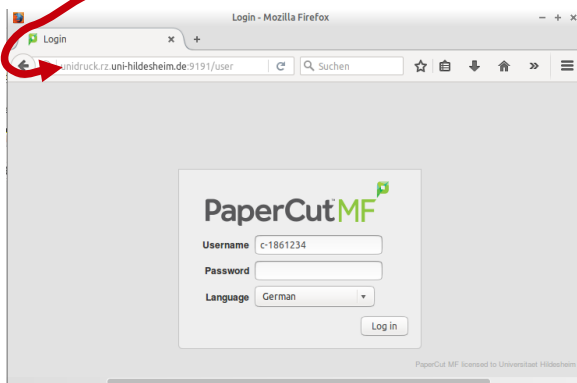 Login - Mozilla Firefox
Login
unidruck.rz.uni-hildesheim.de:9191/user
Suchen
PaperCut MF
Username c-1861234
Password
Language German
Log in
PaperCut MF licensed to Universitaet Hildesheim